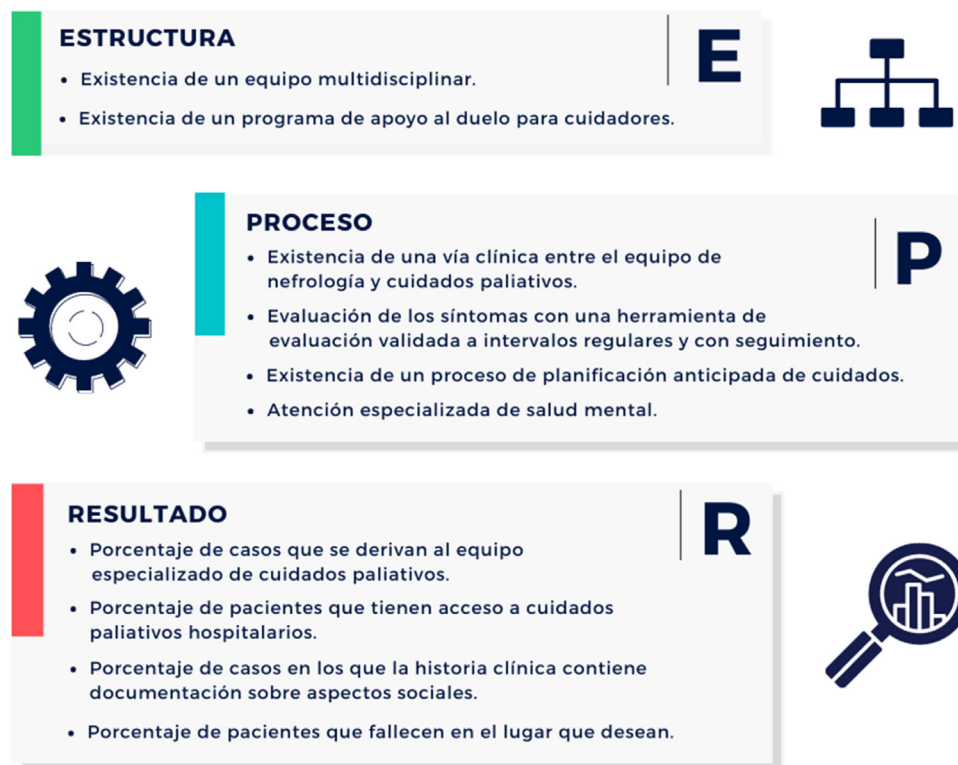 ESTRUCTURA
E
• Existencia de un equipo multidisciplinar.
• Existencia de un programa de apoyo al duelo para cuidadores.
PROCESO
P
• Existencia de una vía clínica entre el equipo de
nefrología y cuidados paliativos.
• Evaluación de los síntomas con una herramienta de
evaluación validada a intervalos regulares y con seguimiento.
• Existencia de un proceso de planificación anticipada de cuidados.
• Atención especializada de salud mental.
RESULTADO
R
• Porcentaje de casos que se derivan al equipo
especializado de cuidados paliativos.
• Porcentaje de pacientes que tienen acceso a cuidados
paliativos hospitalarios.
• Porcentaje de casos en los que la historia clínica contiene
documentación sobre aspectos sociales.
• Porcentaje de pacientes que fallecen en el lugar que desean.